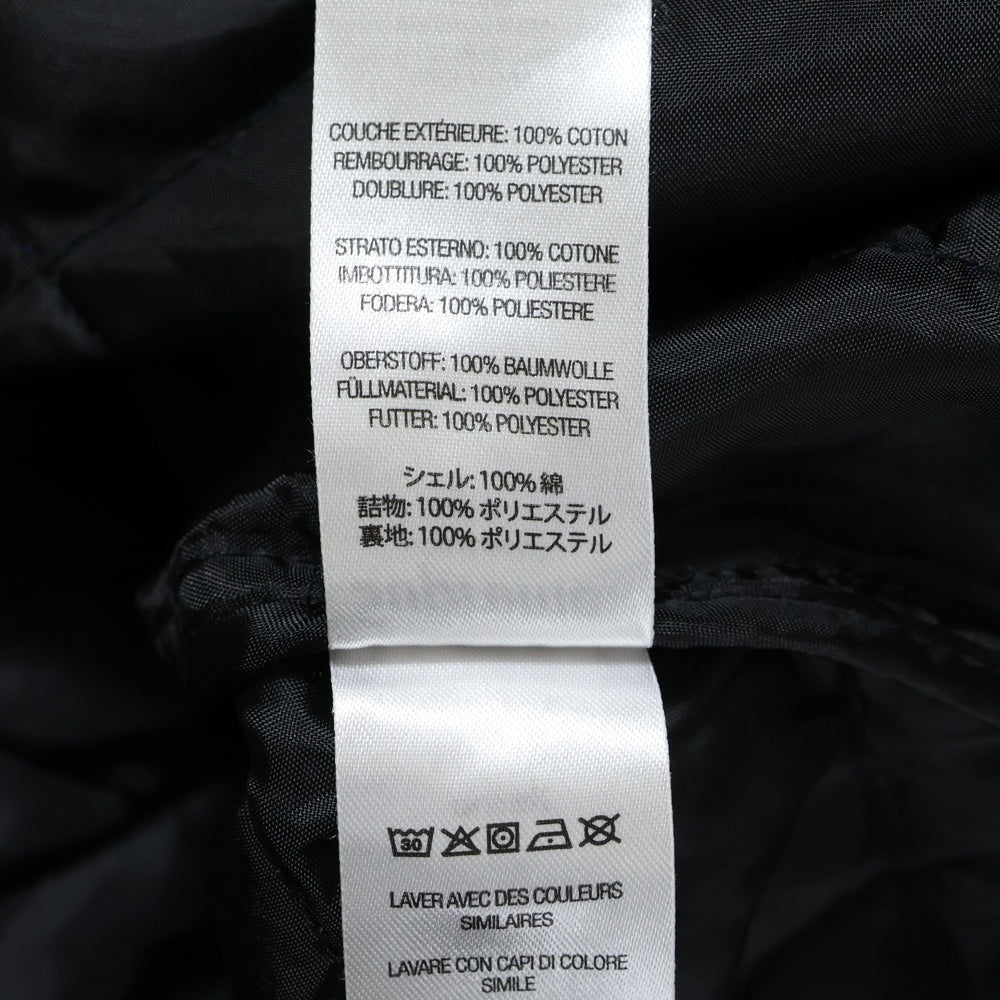 COUCHE EXTÉRIEURE: 100% COTON
REMBOURRAGE: 100% POLYESTER
DOUBLURE: 100% POLYESTER
STRATO ESTERNO: 100% COTONE
IMBOTTITURA: 100% POLIESTERE
FODERA: 100% POLIESTERE
OBERSTOFF: 100% BAUMWOLLE
FÜLLMATERIAL: 100% POLYESTER
FUTTER: 100% POLYESTER
シェル: 100% 綿
詰物: 100% ポリエステル
裏地: 100% ポリエステル
30
LAVER AVEC DES COULEURS
SIMILAIRES
LAVARE CON CAPI DI COLORE
SIMILE